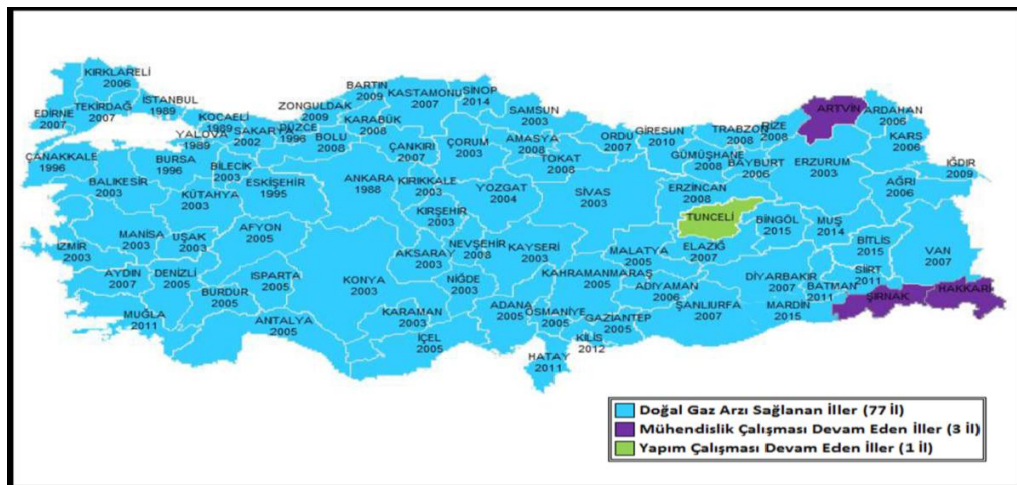 KIRKLARELİ
2006
EDİRNE
2007
TEKİRDAĞ
2007
İSTANBUL
1989
KOCAELİ
1989
YALOVA
1989
SAKARYA
2002
DÜZCE
1996
ZONGULDAK
2009
BARTIN
2009
KASTAMONU
2007
SİNOP
2014
KARABÜK
2008
BOLU
2008
SAMSUN
2003
ÇANKIRI
2007
ÇORUM
2003
AMASYA
2008
TOKAT
2008
ORDU
2007
GİRESUN
2010
TRABZON
2008
RİZE
2008
ARTVİN
ARDAHAN
2006
KARS
2006
GÜMÜŞHANE
2008
BAYBURT
2006
ERZURUM
2003
IĞDIR
2009
AĞRI
2006
ÇANAKKALE
1996
BALIKESİR
2003
BURSA
1996
BİLECİK
2003
ESKİŞEHİR
1995
KÜTAHYA
2003
ANKARA
1988
KIRIKKALE
2003
YOZGAT
2004
SİVAS
2003
ERZİNCAN
2008
TUNCELİ
BİNGÖL
2015
MUŞ
2014
BİTLİS
2015
VAN
2007
KIRŞEHİR
2003
NEVŞEHİR
2008
KAYSERİ
2003
AKSARAY
2003
NİĞDE
2003
MALATYA
2005
ELAZIĞ
2007
DİYARBAKIR
2007
BATMAN
2011
SİİRT
2011
ŞIRNAK
HAKKARİ
İZMİR
2003
MANİSA
2003
UŞAK
2003
AFYON
2005
AYDIN
2007
DENİZLİ
2005
BURDUR
2005
ISPARTA
2005
KONYA
2003
MUĞLA
2011
ANTALYA
2005
KARAMAN
2003
İÇEL
2005
ADANA
2005
OSMANİYE
2005
KAHRAMANMARAŞ
2005
ADIYAMAN
2006
GAZİANTEP
2005
ŞANLIURFA
2007
MARDİN
2015
KİLİS
2012
HATAY
2011
Doğal Gaz Arzı Sağlanan İller (77 İl)
Mühendislik Çalışması Devam Eden İller (3 İl)
Yapım Çalışması Devam Eden İller (1 İl)